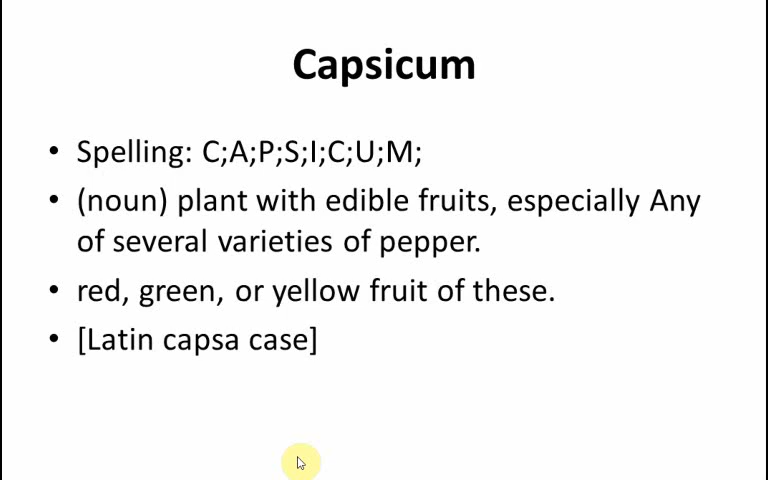 Capsicum
• Spelling: C;A;P;S;I;C;U;M;
• (noun) plant with edible fruits, especially Any
of several varieties of pepper.
• red, green, or yellow fruit of these.
• [Latin capsa case]